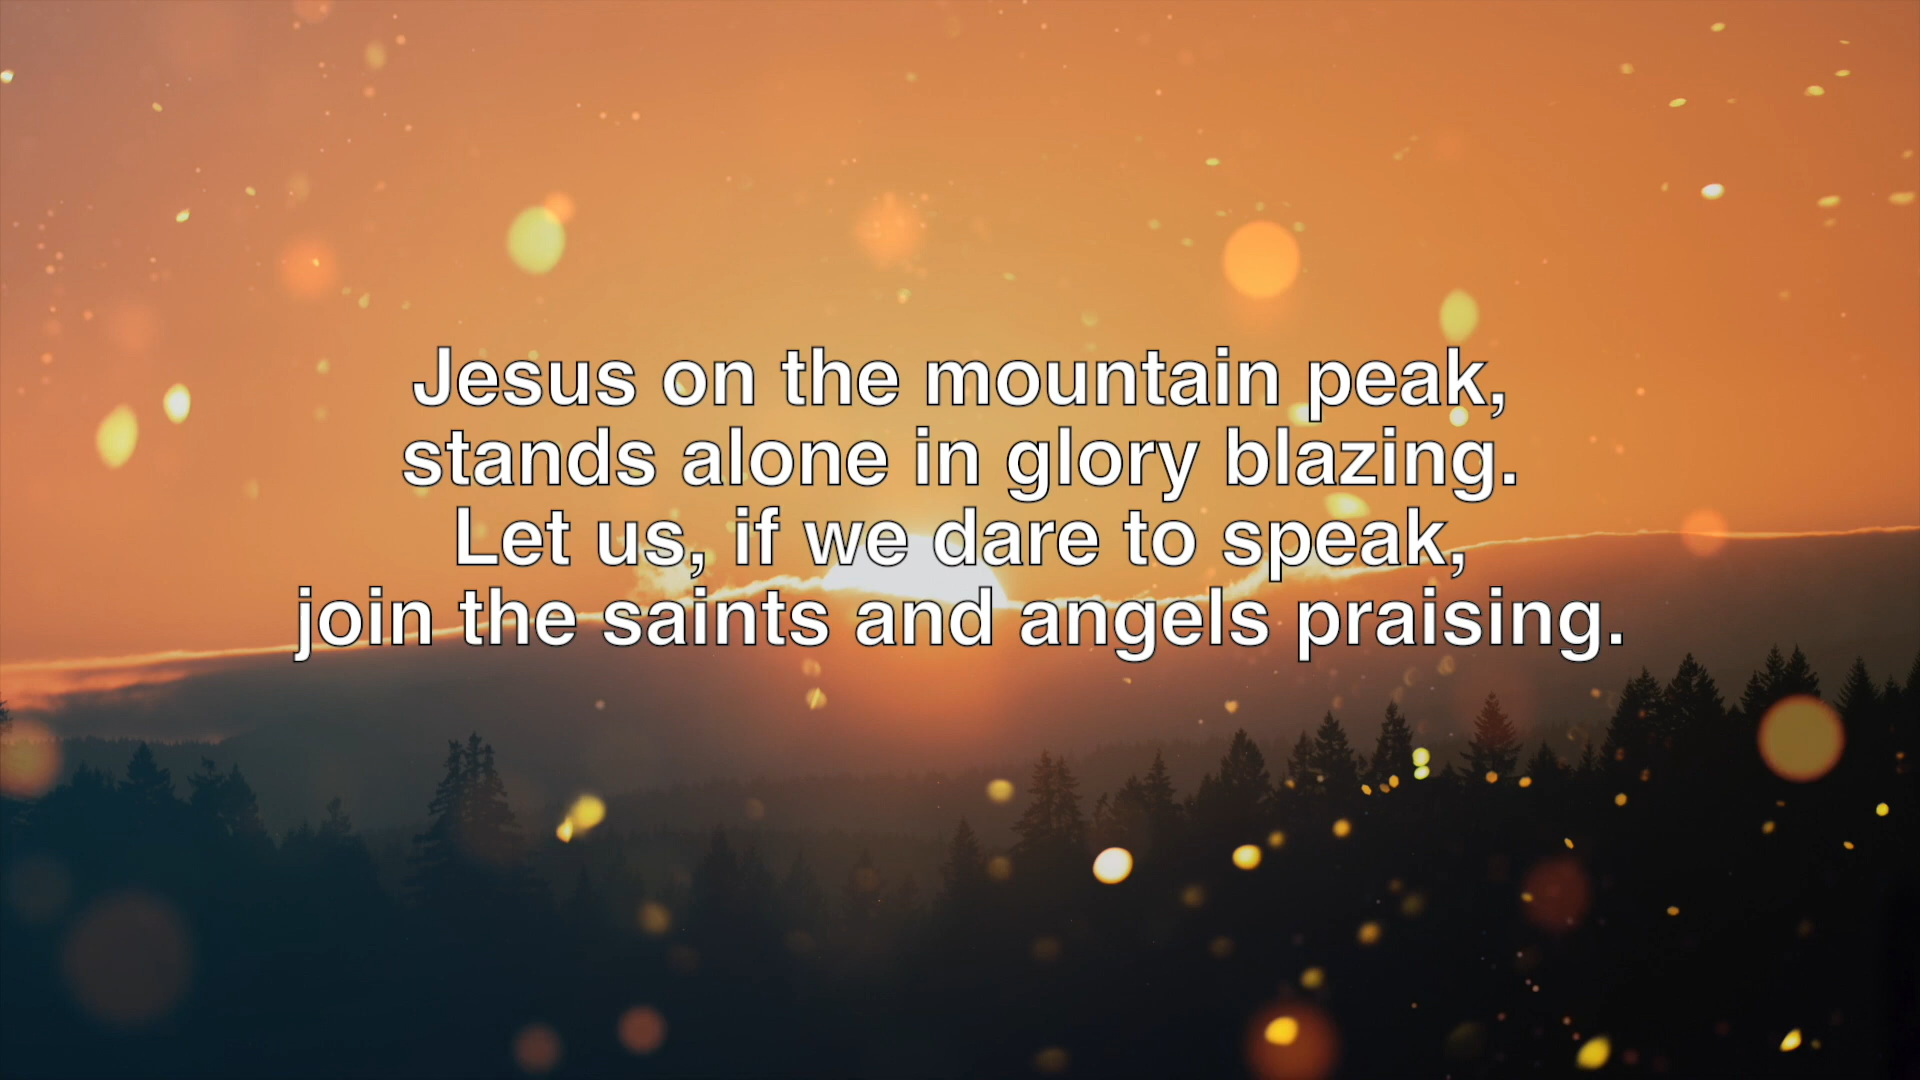 Jesus on the mountain peak,
stands alone in glory blazing.
Let us, if we dare to speak,
join the saints and angels praising.